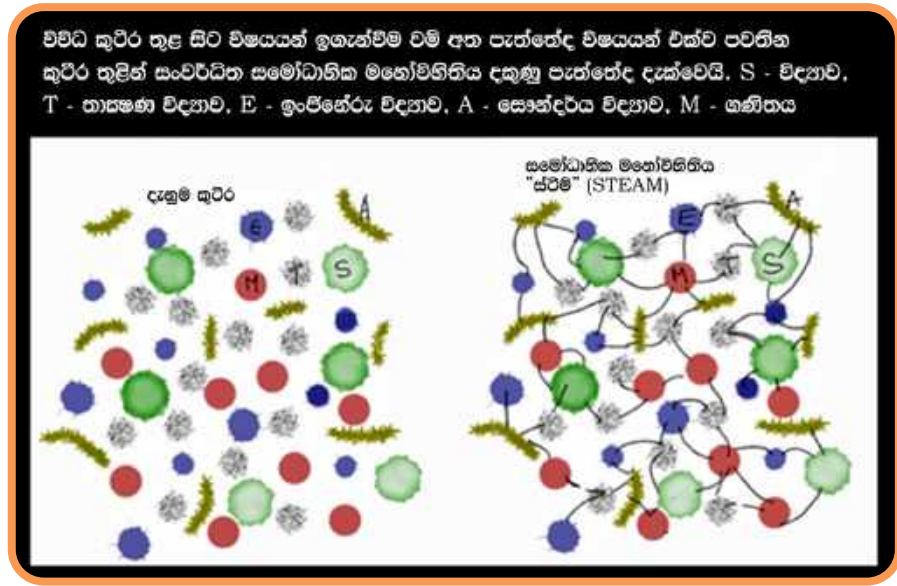 විවිධ කුටීර තුළ සිට විෂයයන් ඉගැන්වීම වම් අත පැත්තේද විෂයයන් එක්ව පවතින
කුටීර තුළින් සංවර්ධිත සමෝධානික මනෝවිහිතිය දකුණු පැත්තේද දැක්වෙයි. S - විද්‍යාව,
T - තාක්‍ෂණ විද්‍යාව, E - ඉංජිනේරු විද්‍යාව, A - සෞන්දර්ය විද්‍යාව, M - ගණිතය
දැනුම කුටීර
A
E
M T S
සමෝධානික මනෝවිහිතිය
"ස්ටීම්" (STEAM)
A
E
M T S